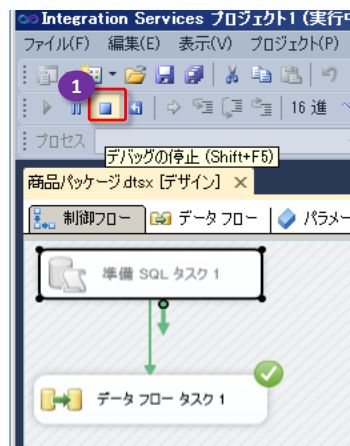 Integration Services プロジェクト1 (実行中
ファイル(F) 編集(E) 表示(V) プロジェクト(P)
1
16 進
プロセス
デバッグの停止 (Shift+F5)
商品パッケージ.dtsx [デザイン] ×
制御フロー データ フロー パラメー
準備 SQL タスク 1
データ フロー タスク 1